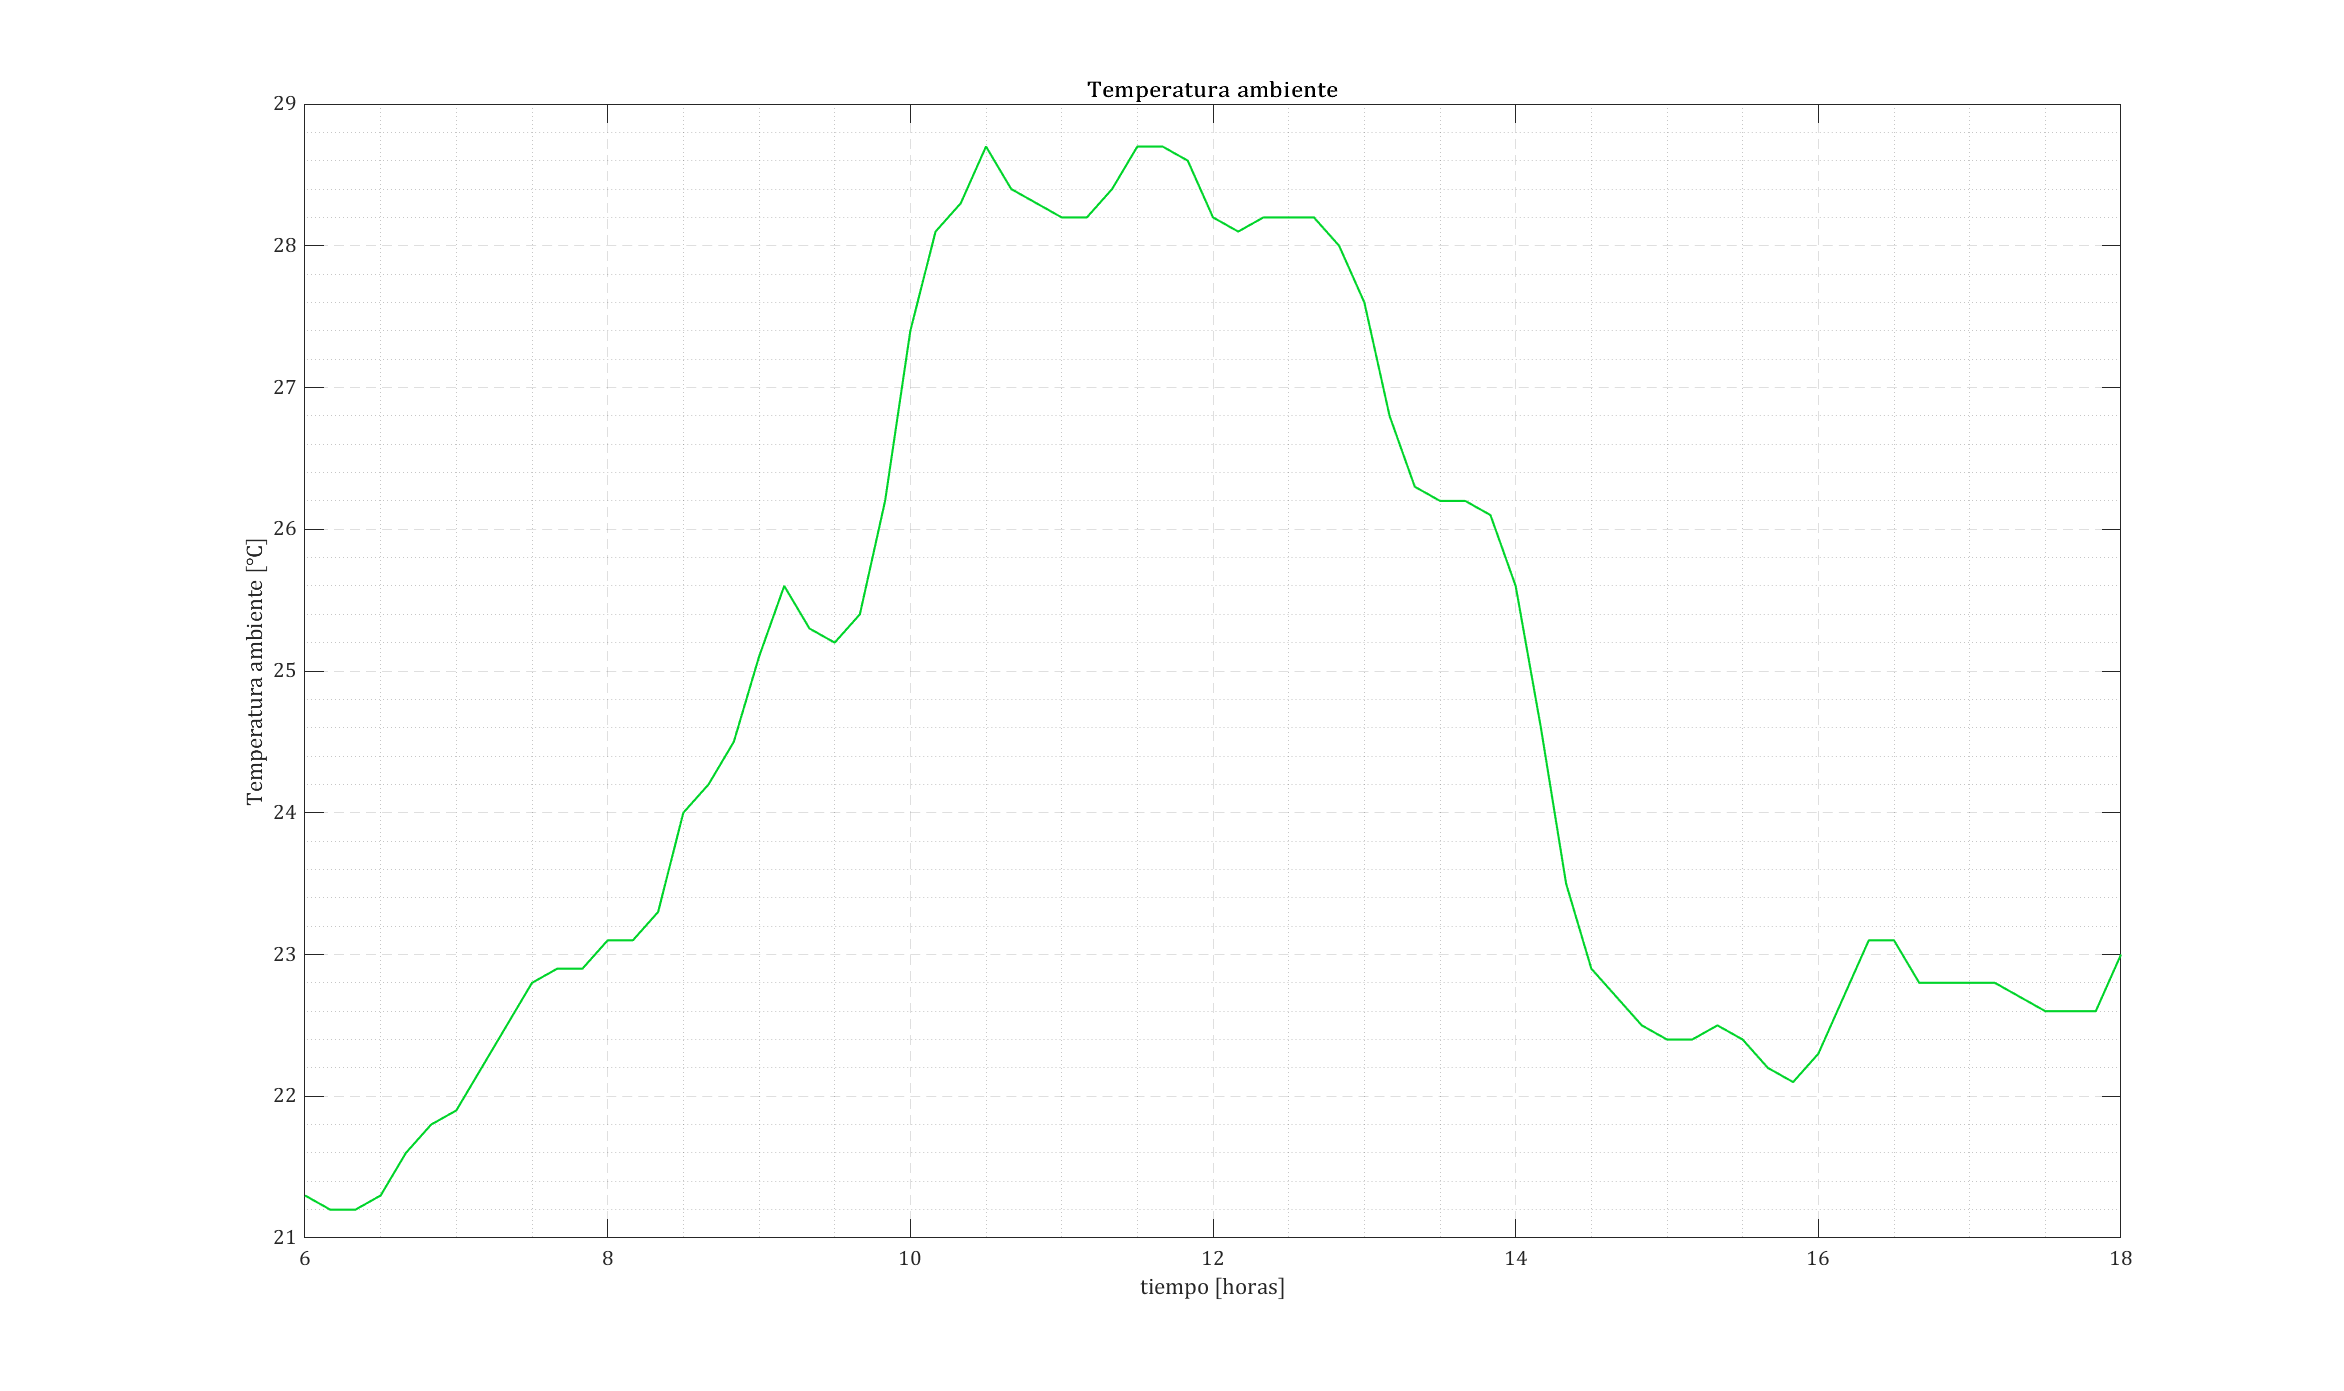 Temperatura ambiente
29
28
27
26
25
24
23
22
21
Temperatura ambiente [°C]
6 8 10 12 14 16 18
tiempo [horas]